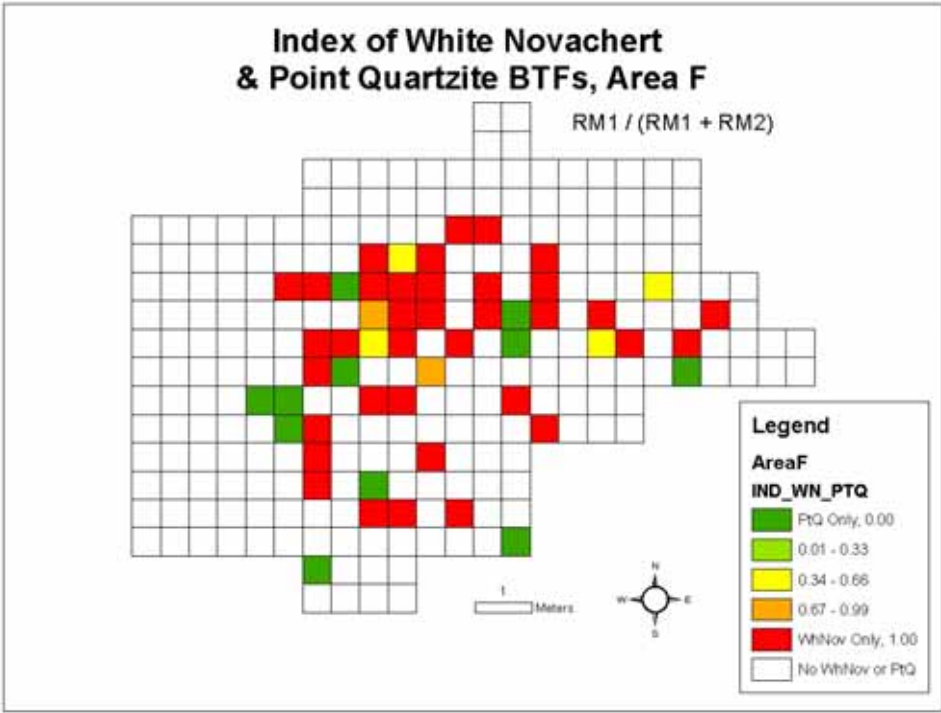 Index of White Novachert
& Point Quartzite BTFs, Area F
RM1 / (RM1 + RM2)
Legend
AreaF
IND_WN_PTQ
PtQ Only, 0.00
0.01 - 0.33
0.34 - 0.66
0.67 - 0.99
WhNov Only, 1.00
No WhNov or PtQ
1
Meters
N
W
E
S